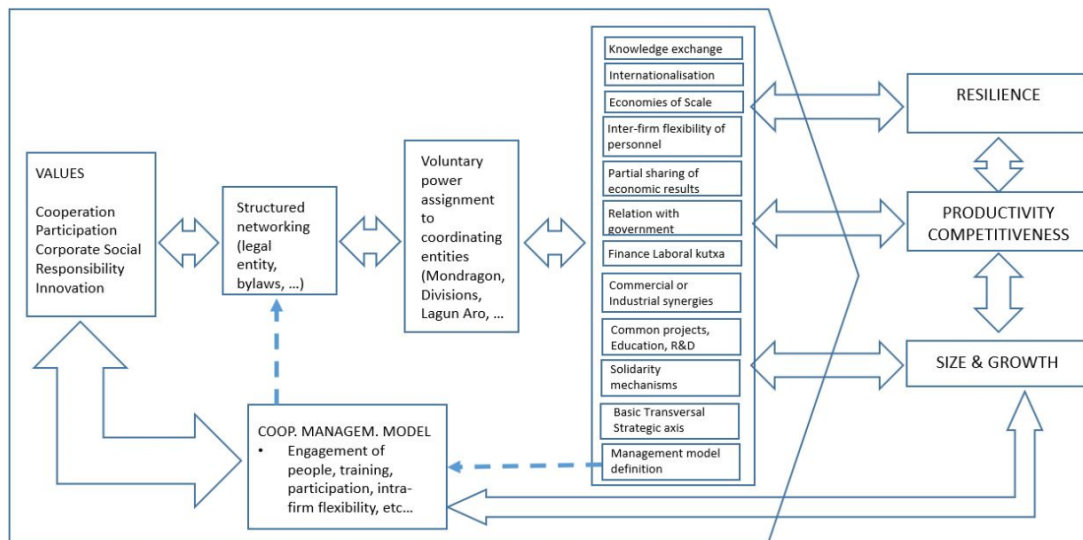 VALUES
Cooperation
Participation
Corporate Social
Responsibility
Innovation
Structured
networking
(legal
entity,
bylaws, ...)
Voluntary
power
assignment to
coordinating
entities
(Mondragon,
Divisions,
Lagun Aro, ...
Knowledge exchange
Internationalisation
Economies of Scale
Inter-firm flexibility of
personnel
Partial sharing of
economic results
Relation with
government
Finance Laboral kutxa
Commercial or
Industrial synergies
Common projects,
Education, R&D
Solidarity
mechanisms
Basic Transversal
Strategic axis
Management model
definition
RESILIENCE
PRODUCTIVITY
COMPETITIVENESS
SIZE & GROWTH
COOP. MANAGEM. MODEL
• Engagement of
people, training,
participation, intra-
firm flexibility, etc...